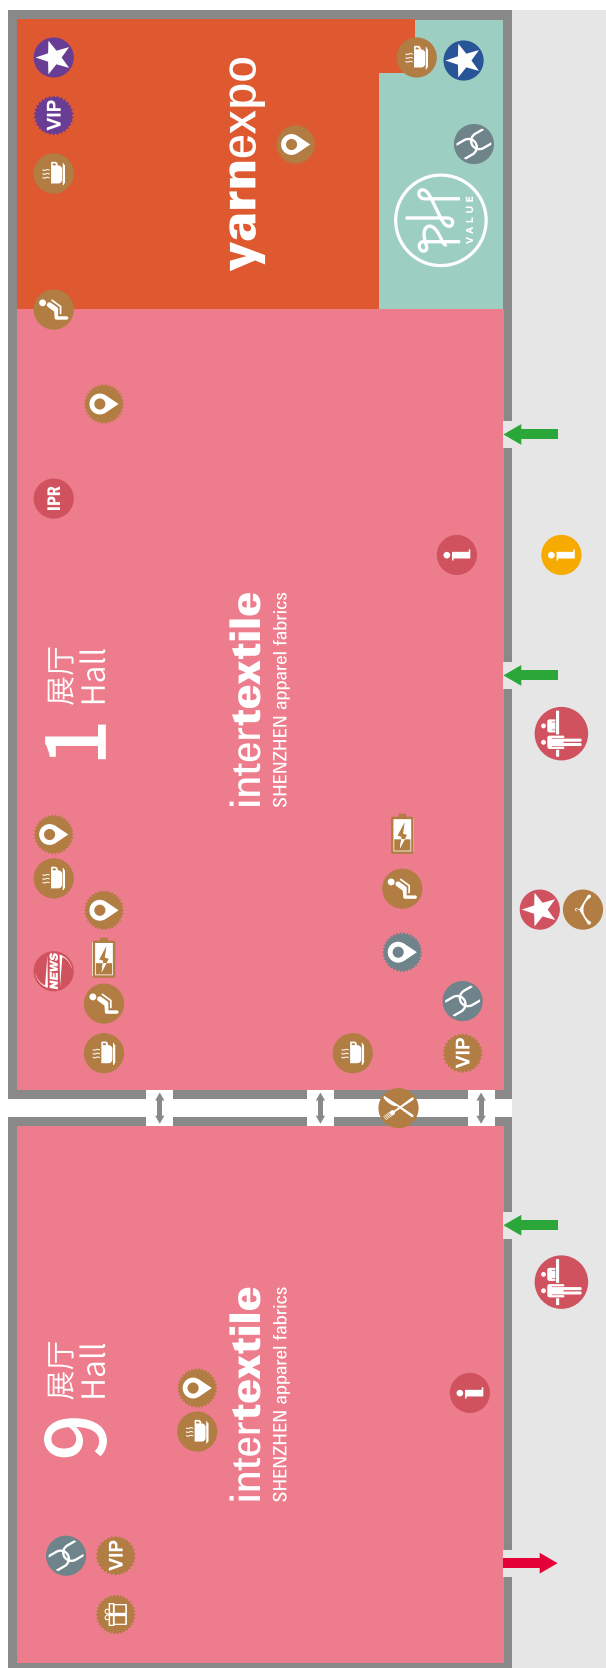 VIP
yarnexpo
pH
VALUE
IPR
展厅
Hall
1
intertextile
SHENZHEN apparel fabrics
i
i
NEWS
VIP
展厅
Hall
9
intertextile
SHENZHEN apparel fabrics
i
VIP